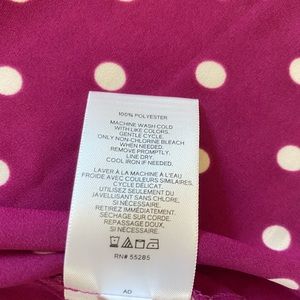 100% POLYESTER
MACHINE WASH COLD
WITH LIKE COLORS.
GENTLE CYCLE.
ONLY NON-CHLORINE BLEACH
WHEN NEEDED.
REMOVE PROMPTLY.
LINE DRY.
COOL IRON IF NEEDED.
LAVER À LA MACHINE À L'EAU
FROIDE AVEC COULEURS SIMILAIRES.
CYCLE DÉLICAT.
UTILISEZ SEULEMENT DU
JAVELLISANT SANS CHLORE,
SI NÉCESSAIRE.
RETIREZ IMMÉDIATEMENT.
SÉCHAGE SUR CORDE.
REPASSAGE DOUX,
SI NÉCESSAIRE.
RN# 55285
AD